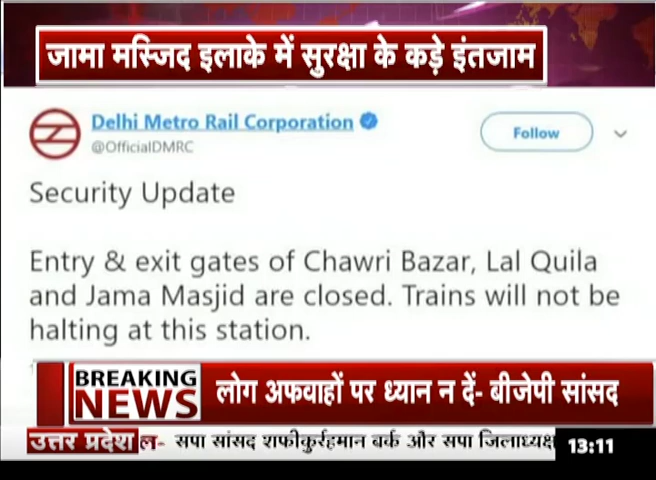 जामा मस्जिद इलाके में सुरक्षा के कड़े इंतजाम
Delhi Metro Rail Corporation
Follow
@OfficialDMRC
Security Update
Entry & exit gates of Chawri Bazar, Lal Quila
and Jama Masjid are closed. Trains will not be
halting at this station.
BREAKING
NEWS
लोग अफवाहों पर ध्यान न दें- बीजेपी सांसद
उत्तर प्रदेश
ल- सपा सांसद शफीकुर्रहमान बर्क और सपा जिलाध्यक्ष
13:11